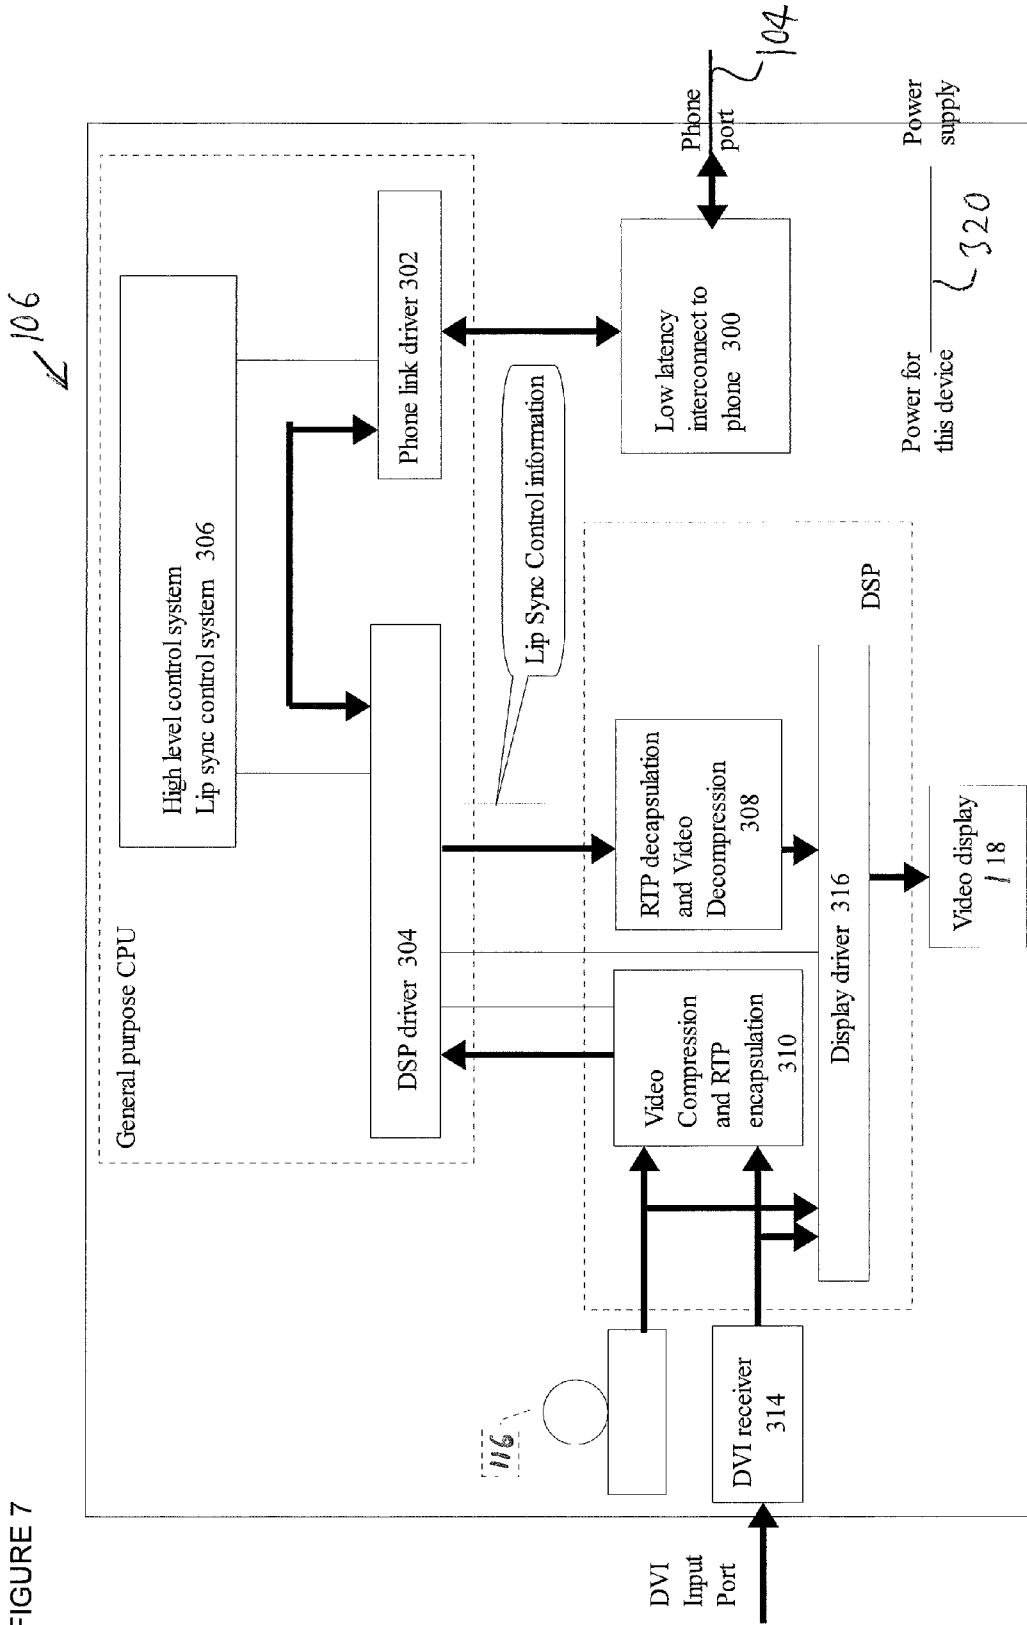 FIGURE 7
106
General purpose CPU
High level control system
Lip sync control system 306
DSP driver 304
Phone link driver 302
Lip Sync Control information
116
Video
Compression
and RTP
encapsulation
310
RTP decapsulation
and Video
Decompression
308
Low latency
interconnect to
phone 300
Phone
port
104
DVI
Input
Port
DVI receiver
314
Display driver 316
DSP
Video display
118
Power for
this device
320
Power
supply